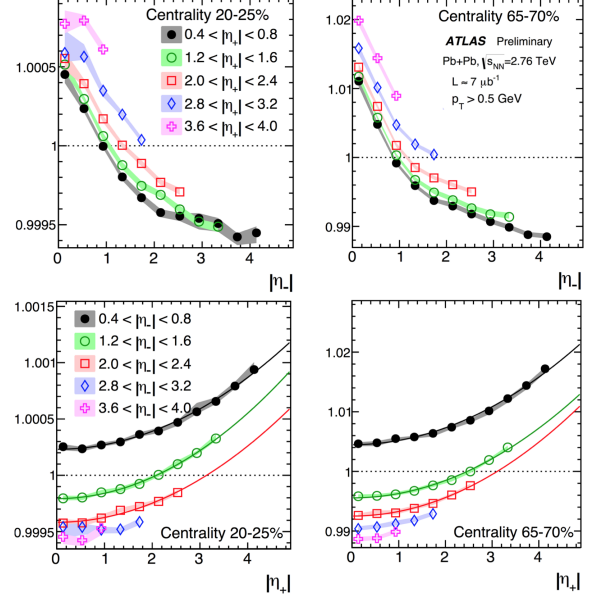 Centrality 20-25%
0.4 < |η₊| < 0.8
1.2 < |η₊| < 1.6
2.0 < |η₊| < 2.4
2.8 < |η₊| < 3.2
3.6 < |η₊| < 4.0
1.0005
1
0.9995
0 1 2 3 4
|η₋|
Centrality 65-70%
ATLAS Preliminary
Pb+Pb, √sNN=2.76 TeV
L ≈ 7 μb⁻¹
pT > 0.5 GeV
1.02
1.01
1
0.99
0 1 2 3 4
|η₋|
1.0015
1.001
1.0005
1
0.9995
0.4 < |η₋| < 0.8
1.2 < |η₋| < 1.6
2.0 < |η₋| < 2.4
2.8 < |η₋| < 3.2
3.6 < |η₋| < 4.0
Centrality 20-25%
0 1 2 3 4
|η₊|
1.02
1.01
1
0.99
Centrality 65-70%
0 1 2 3 4
|η₊|